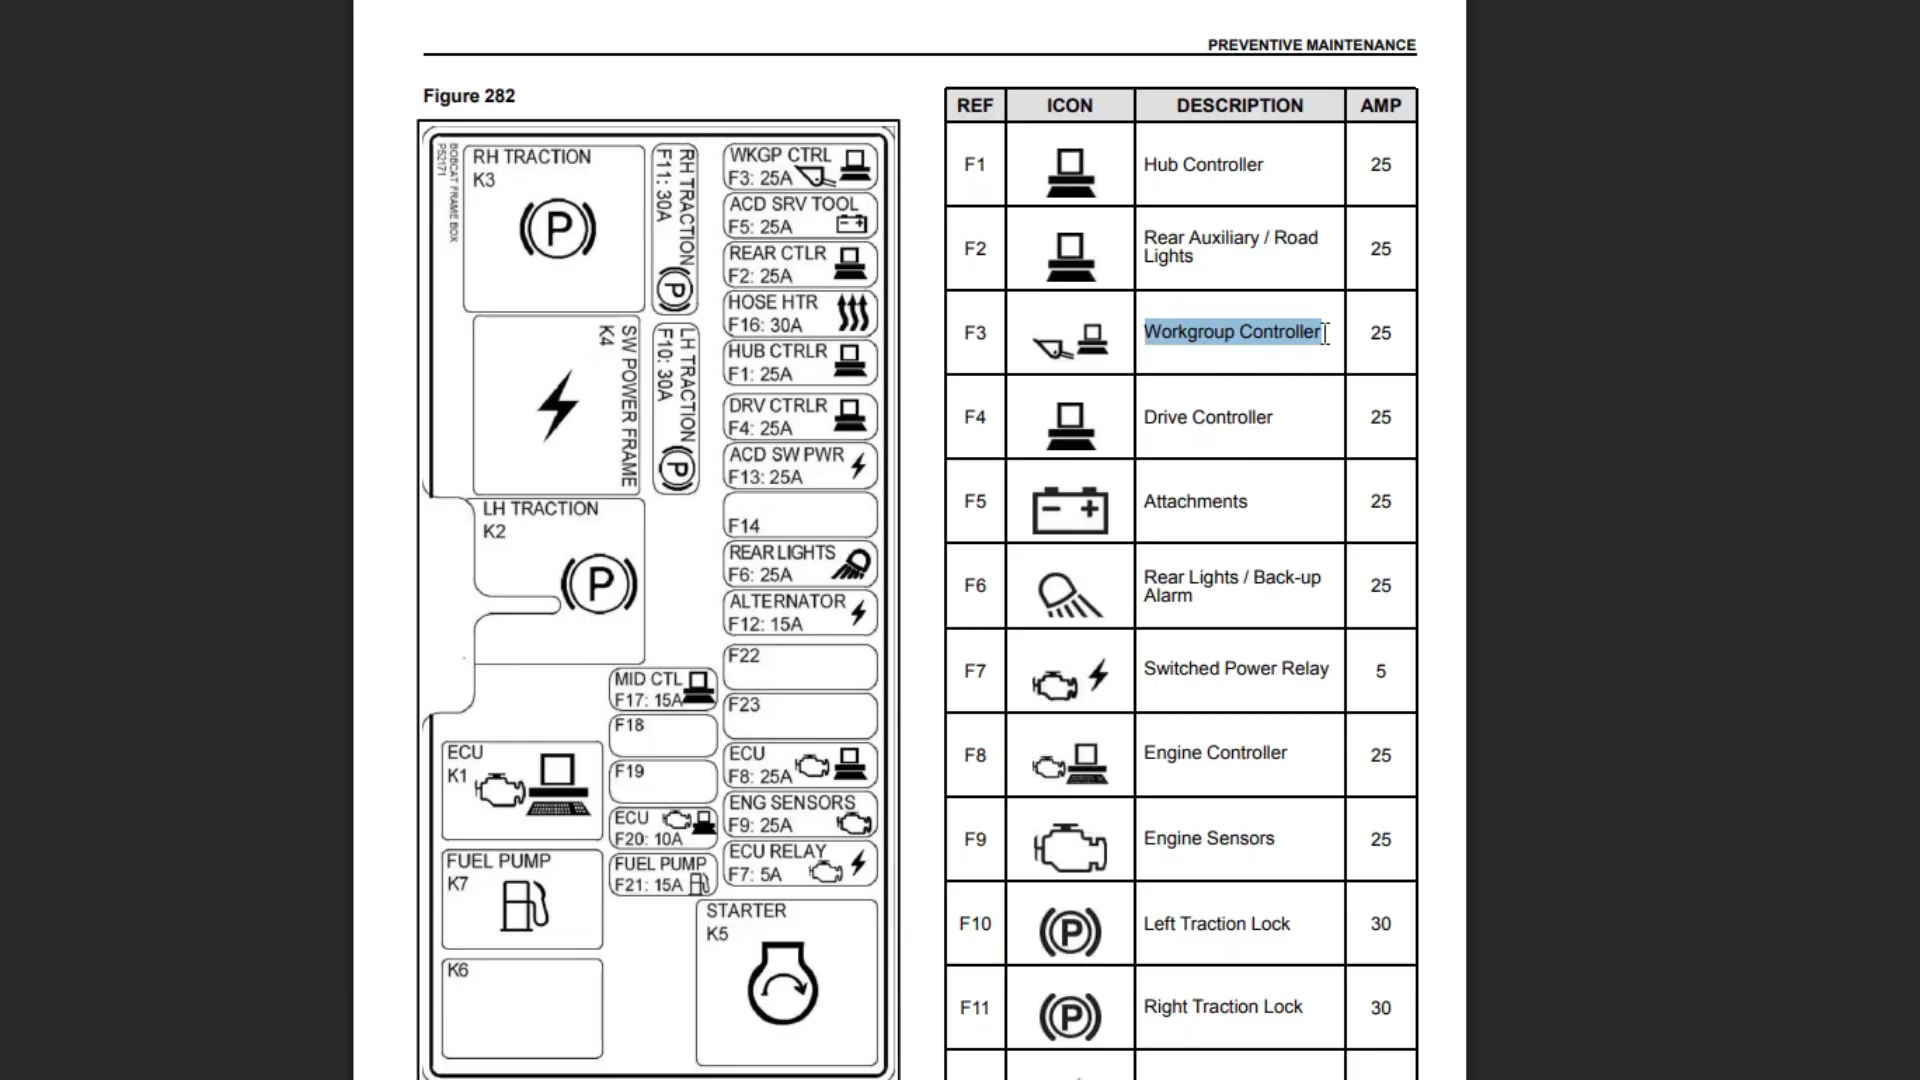 PREVENTIVE MAINTENANCE
Figure 282
BOBCAT FRAME BOX
P52171
RH TRACTION
K3
P
RH TRACTION
F11: 30A
P
SW POWER FRAME
K4
LH TRACTION
F10: 30A
P
LH TRACTION
K2
P
WKGP CTRL
F3: 25A
ACD SRV TOOL
F5: 25A
REAR CTLR
F2: 25A
HOSE HTR
F16: 30A
HUB CTRLR
F1: 25A
DRV CTRLR
F4: 25A
ACD SW PWR
F13: 25A
F14
REAR LIGHTS
F6: 25A
ALTERNATOR
F12: 15A
F22
F23
MID CTL
F17: 15A
F18
F19
ECU
F20: 10A
FUEL PUMP
F21: 15A
ECU
F8: 25A
ENG SENSORS
F9: 25A
ECU RELAY
F7: 5A
ECU
K1
FUEL PUMP
K7
K6
STARTER
K5
REF ICON DESCRIPTION AMP
F1 Hub Controller 25
F2 Rear Auxiliary / Road
Lights 25
F3 Workgroup Controller 25
F4 Drive Controller 25
F5 Attachments 25
F6 Rear Lights / Back-up
Alarm 25
F7 Switched Power Relay 5
F8 Engine Controller 25
F9 Engine Sensors 25
F10 P Left Traction Lock 30
F11 P Right Traction Lock 30